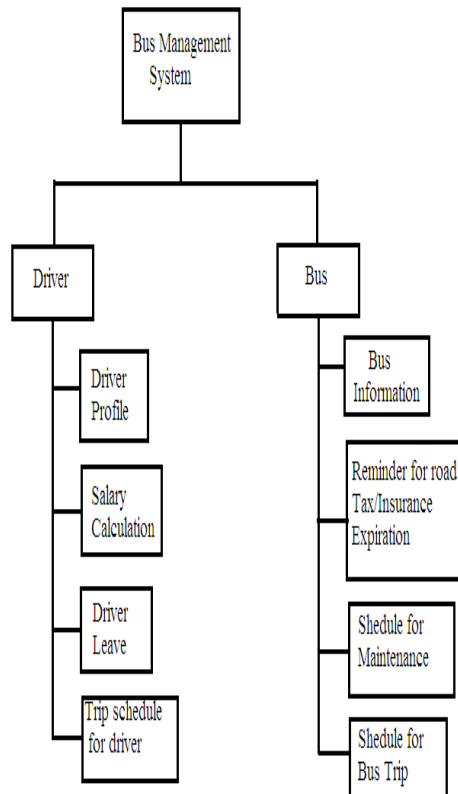 Bus Management
System
Driver
Driver
Profile
Salary
Calculation
Driver
Leave
Trip schedule
for driver
Bus
Bus
Information
Reminder for road
Tax/Insurance
Expiration
Shedule for
Maintenance
Shedule for
Bus Trip